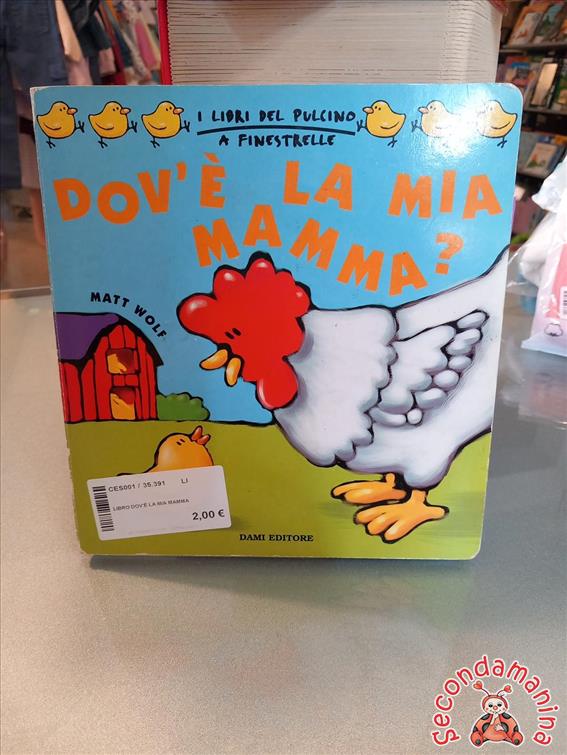 I LIBRI DEL PULCINO
A FINESTRELLE
DOV'È LA MIA
MAMMA?
MATT WOLF
CES001 / 35.391 LI
LIBRO DOV'È LA MIA MAMMA
2,00 €
DAMI EDITORE
Secondamanina